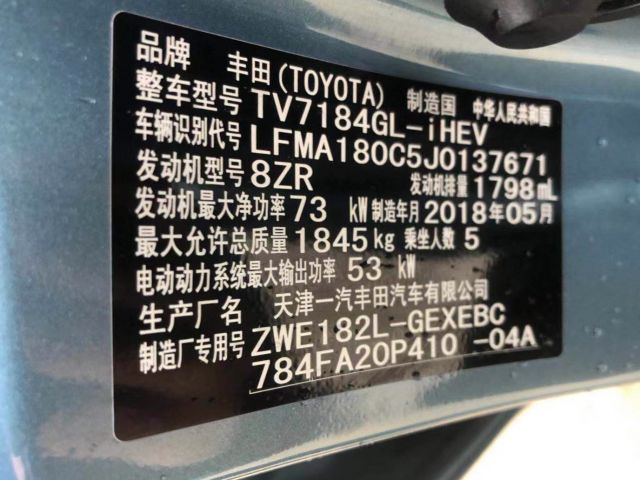 品牌 丰田(TOYOTA) 制造国 中华人民共和国
整车型号 TV7184GL-iHEV
车辆识别代号 LFMA180C5J0137671
发动机型号 8ZR 发动机排量 1798mL
发动机最大净功率 73 kW 制造年月 2018年05月
最大允许总质量 1845kg 乘坐人数 5
电动动力系统最大输出功率 53 kW
生产厂名 天津一汽丰田汽车有限公司
制造厂专用号 ZWE182L-GEXEBC
784FA20P410 -04A